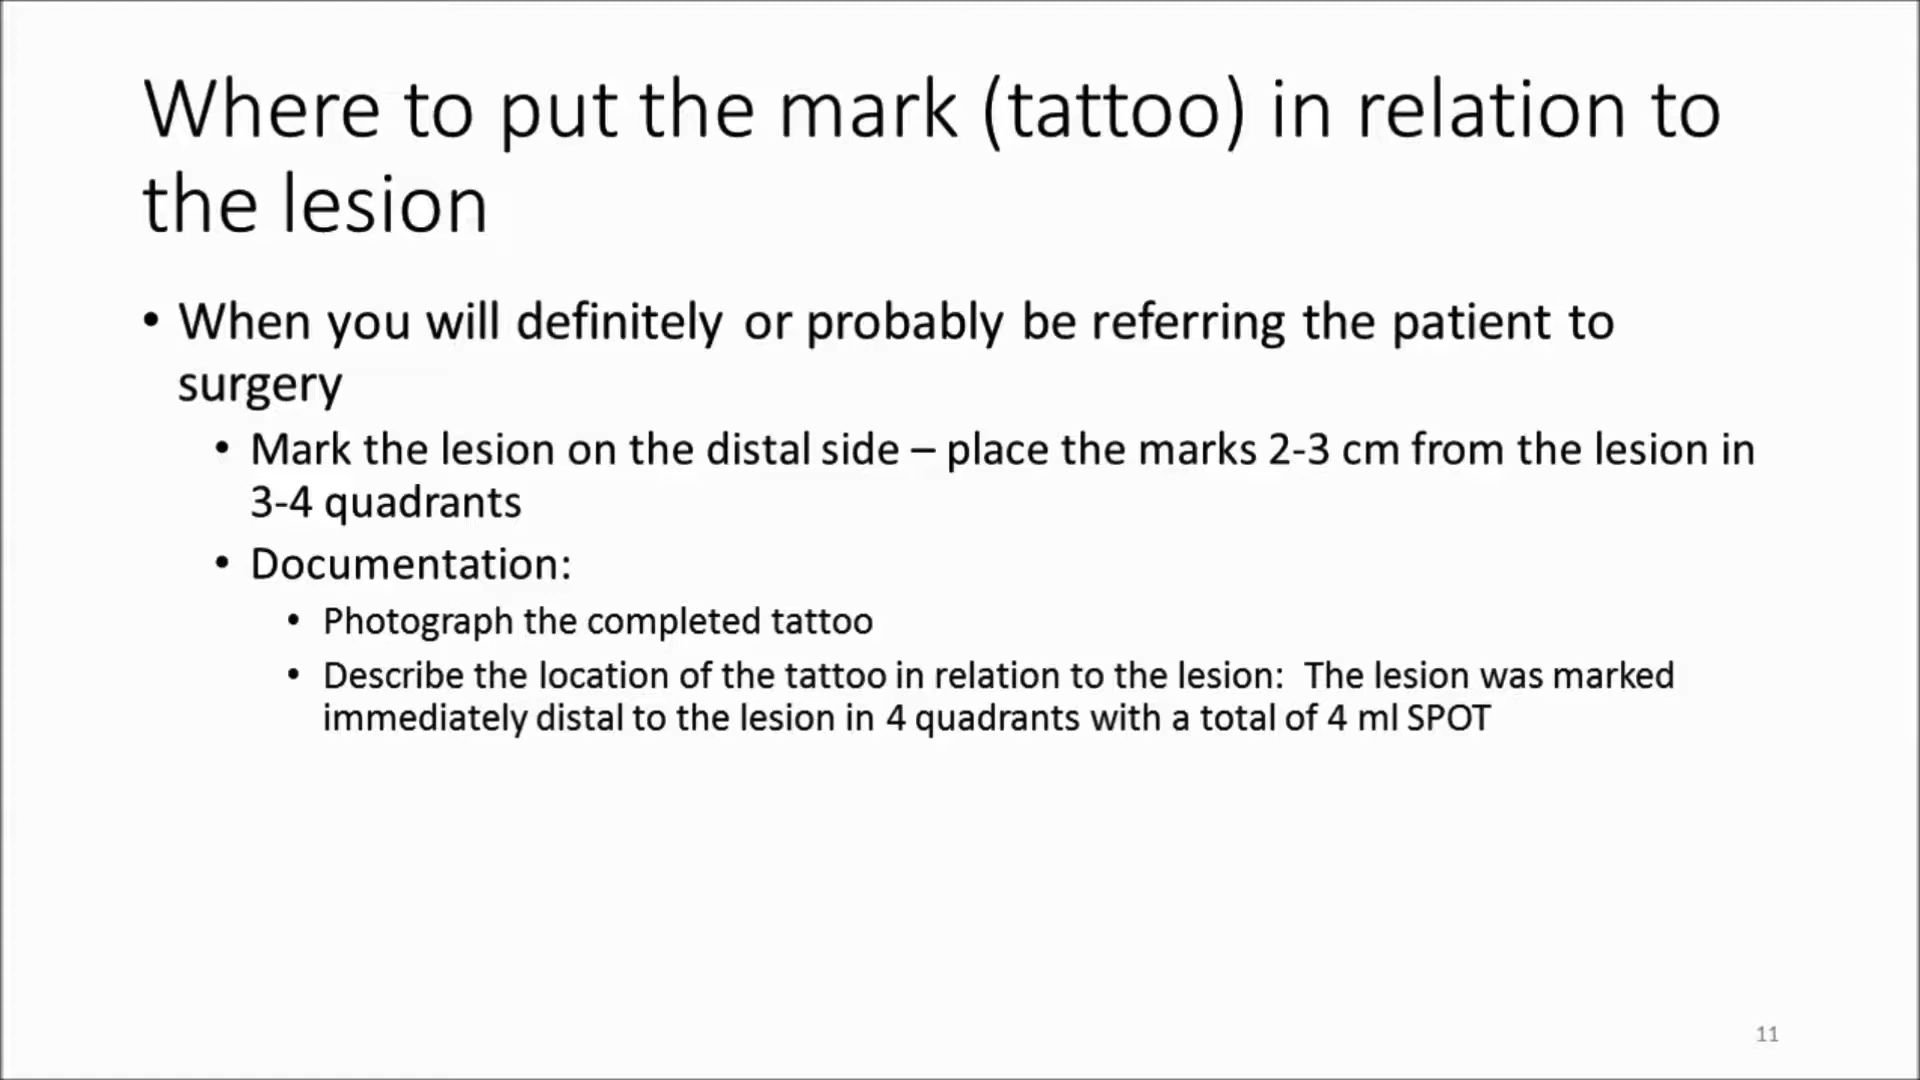 Where to put the mark (tattoo) in relation to
the lesion
• When you will definitely or probably be referring the patient to
surgery
• Mark the lesion on the distal side – place the marks 2-3 cm from the lesion in
3-4 quadrants
• Documentation:
• Photograph the completed tattoo
• Describe the location of the tattoo in relation to the lesion:  The lesion was marked
immediately distal to the lesion in 4 quadrants with a total of 4 ml SPOT
11